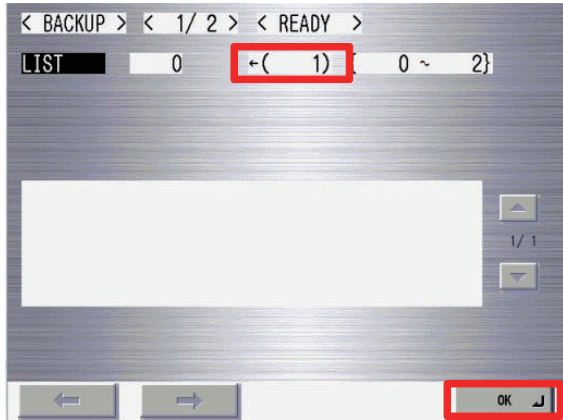 < BACKUP > < 1/ 2 > < READY >
LIST 0 ←( 1) { 0 ~ 2}
1/ 1
OK